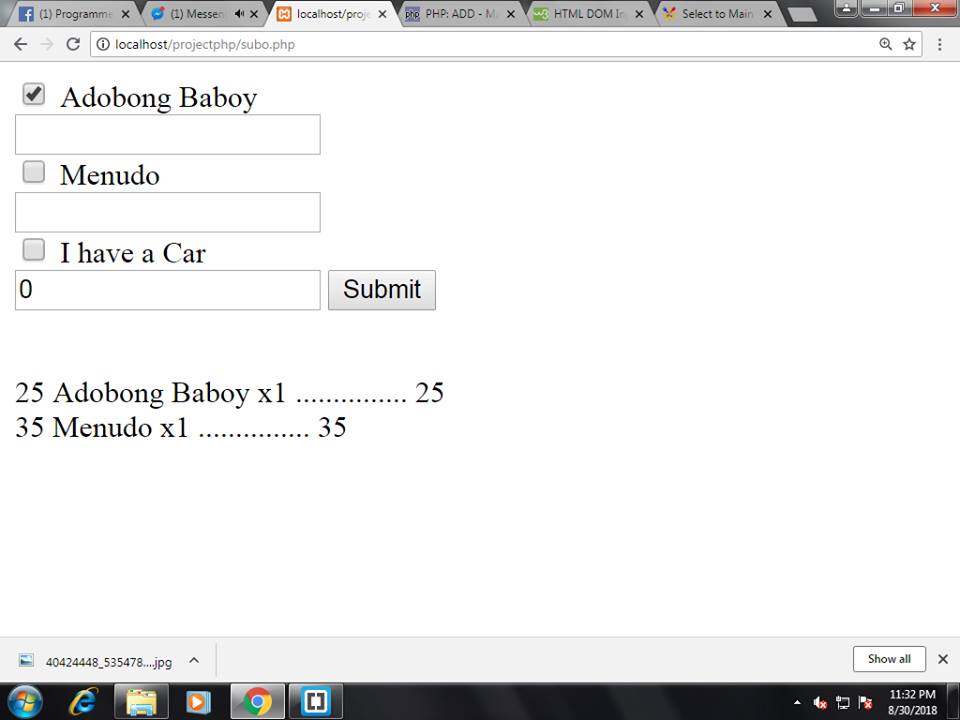 (1) Programme
(1) Messen
localhost/proje
PHP: ADD - Ma
HTML DOM In
Select to Main
localhost/projectphp/subo.php
Adobong Baboy
Menudo
I have a Car
0 Submit
25 Adobong Baboy x1 ............... 25
35 Menudo x1 ............... 35
40424448_535478....jpg
Show all
11:32 PM
8/30/2018